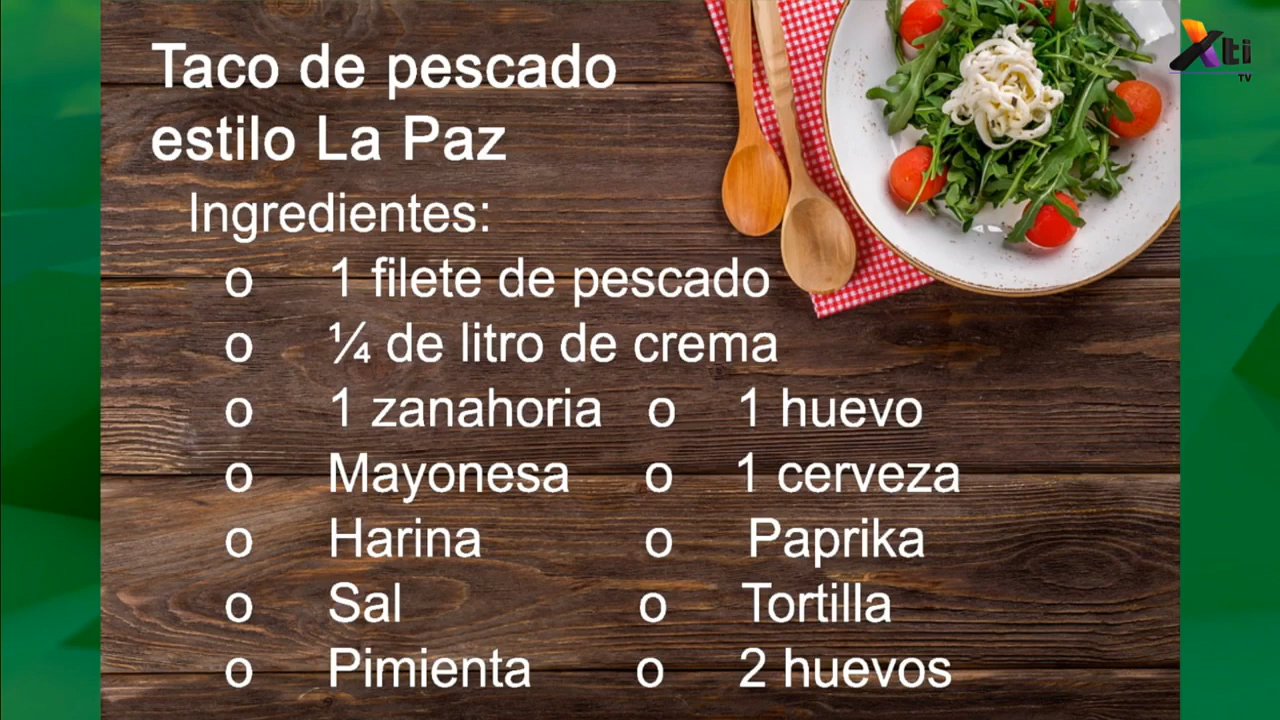 Taco de pescado
estilo La Paz
Ingredientes:
o 1 filete de pescado
o ¼ de litro de crema
o 1 zanahoria o 1 huevo
o Mayonesa o 1 cerveza
o Harina o Paprika
o Sal o Tortilla
o Pimienta o 2 huevos
Xti
TV